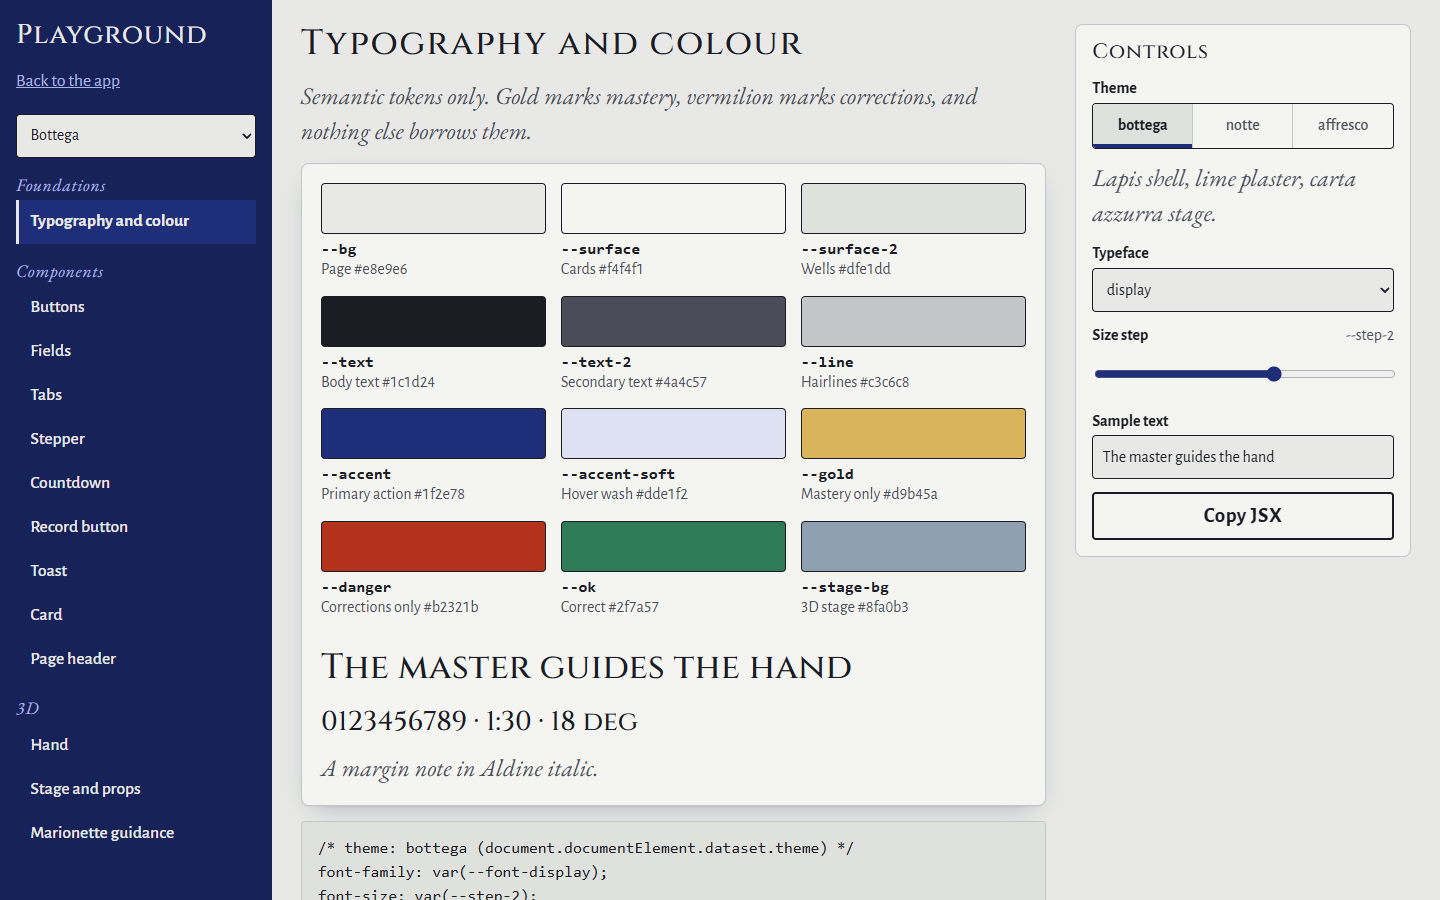 Playground
Back to the app
Bottega
Foundations
Typography and colour
Components
Buttons
Fields
Tabs
Stepper
Countdown
Record button
Toast
Card
Page header
3D
Hand
Stage and props
Marionette guidance
Typography and colour
Semantic tokens only. Gold marks mastery, vermilion marks corrections, and
nothing else borrows them.
--bg
Page #e8e9e6
--surface
Cards #f4f4f1
--surface-2
Wells #dfe1dd
--text
Body text #1c1d24
--text-2
Secondary text #4a4c57
--line
Hairlines #c3c6c8
--accent
Primary action #1f2e78
--accent-soft
Hover wash #dde1f2
--gold
Mastery only #d9b45a
--danger
Corrections only #b2321b
--ok
Correct #2f7a57
--stage-bg
3D stage #8fa0b3
The master guides the hand
0123456789 · 1:30 · 18 deg
A margin note in Aldine italic.
/* theme: bottega (document.documentElement.dataset.theme) */
font-family: var(--font-display);
font-size: var(--step-2);
Controls
Theme
bottega
notte
affresco
Lapis shell, lime plaster, carta
azzurra stage.
Typeface
display
Size step
--step-2
Sample text
The master guides the hand
Copy JSX